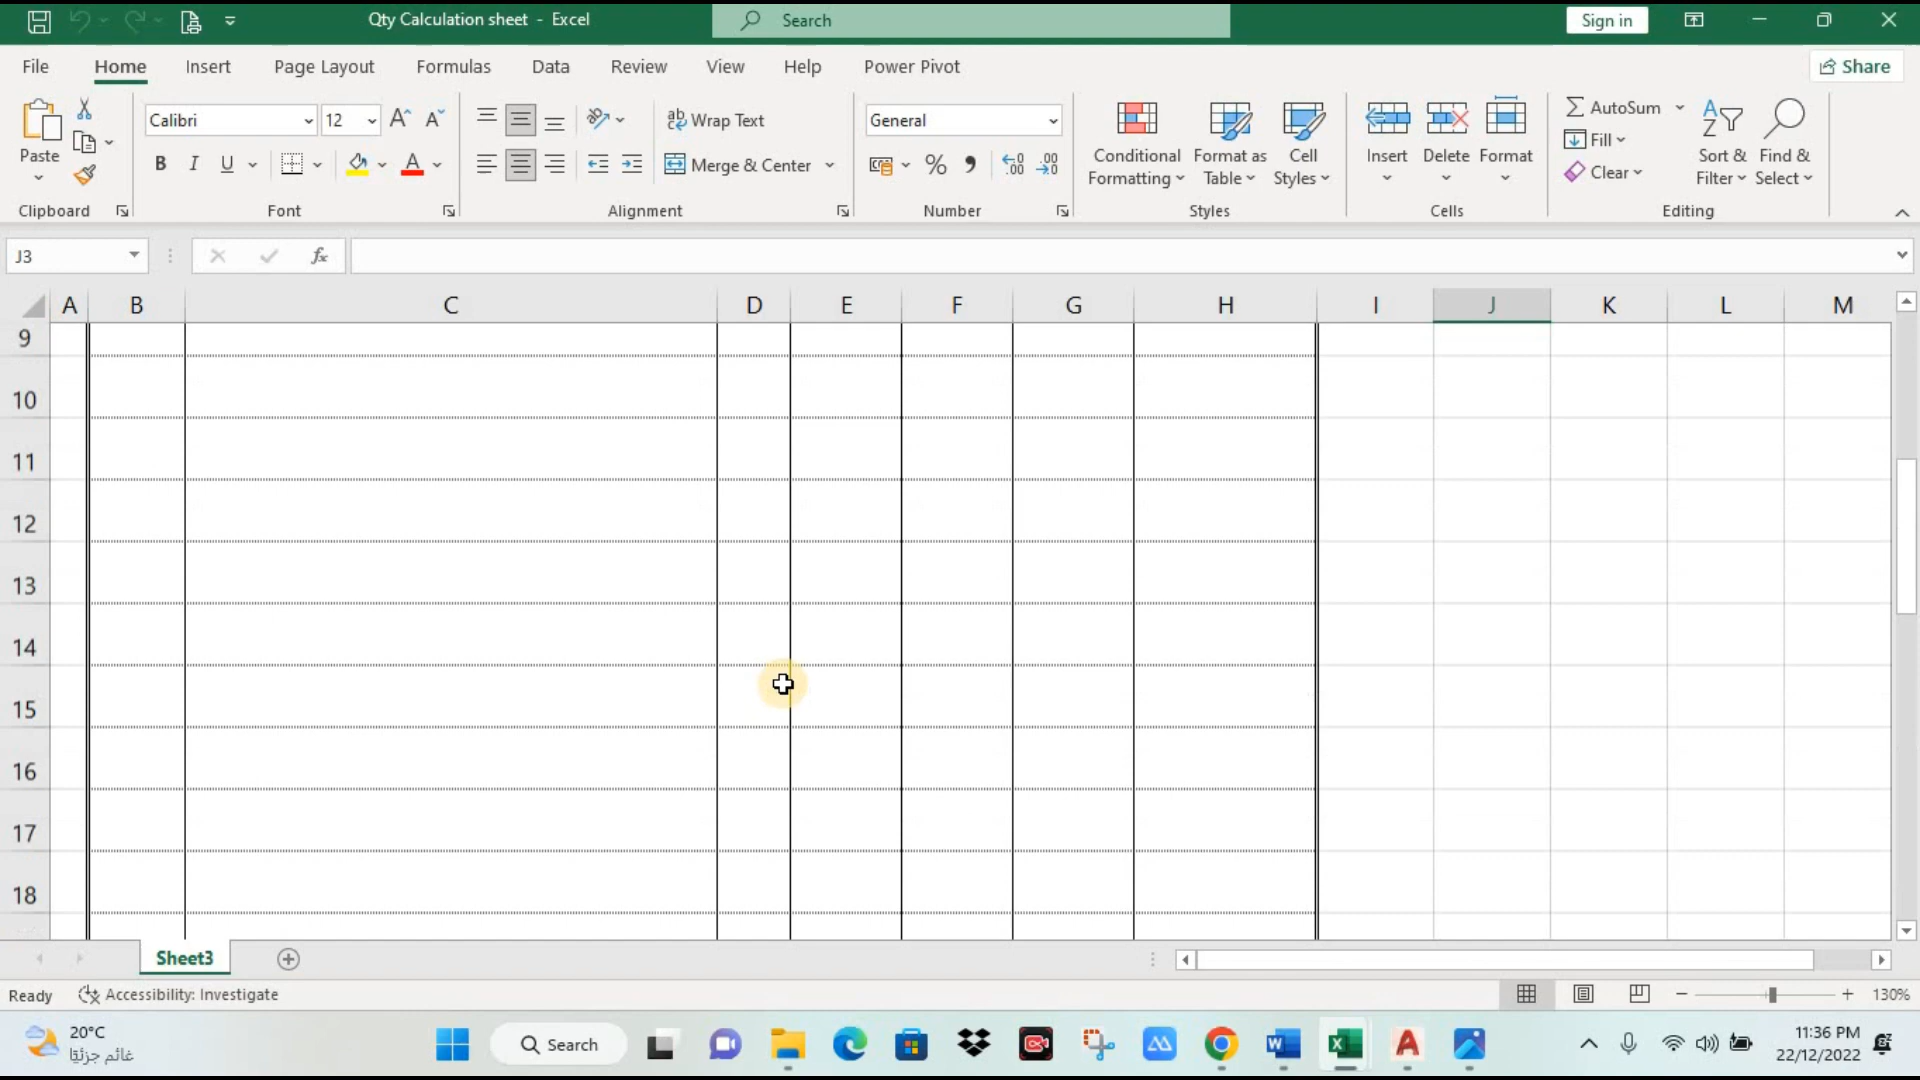 Qty Calculation sheet - Excel
Search
Sign in
File Home Insert Page Layout Formulas Data Review View Help Power Pivot
Share
Paste
Clipboard
Calibri 12
B I U
Font
Wrap Text
Merge & Center
Alignment
General
% 9
Number
Conditional Formatting
Format as Table
Cell Styles
Styles
Insert
Delete
Format
Cells
AutoSum
Fill
Clear
Sort & Filter
Find & Select
Editing
J3
fx
A B C D E F G H I J K L M
9
10
11
12
13
14
15
16
17
18
Sheet3
Ready
Accessibility: Investigate
130%
20°C
غائم جزئيًا
Search
11:36 PM
22/12/2022